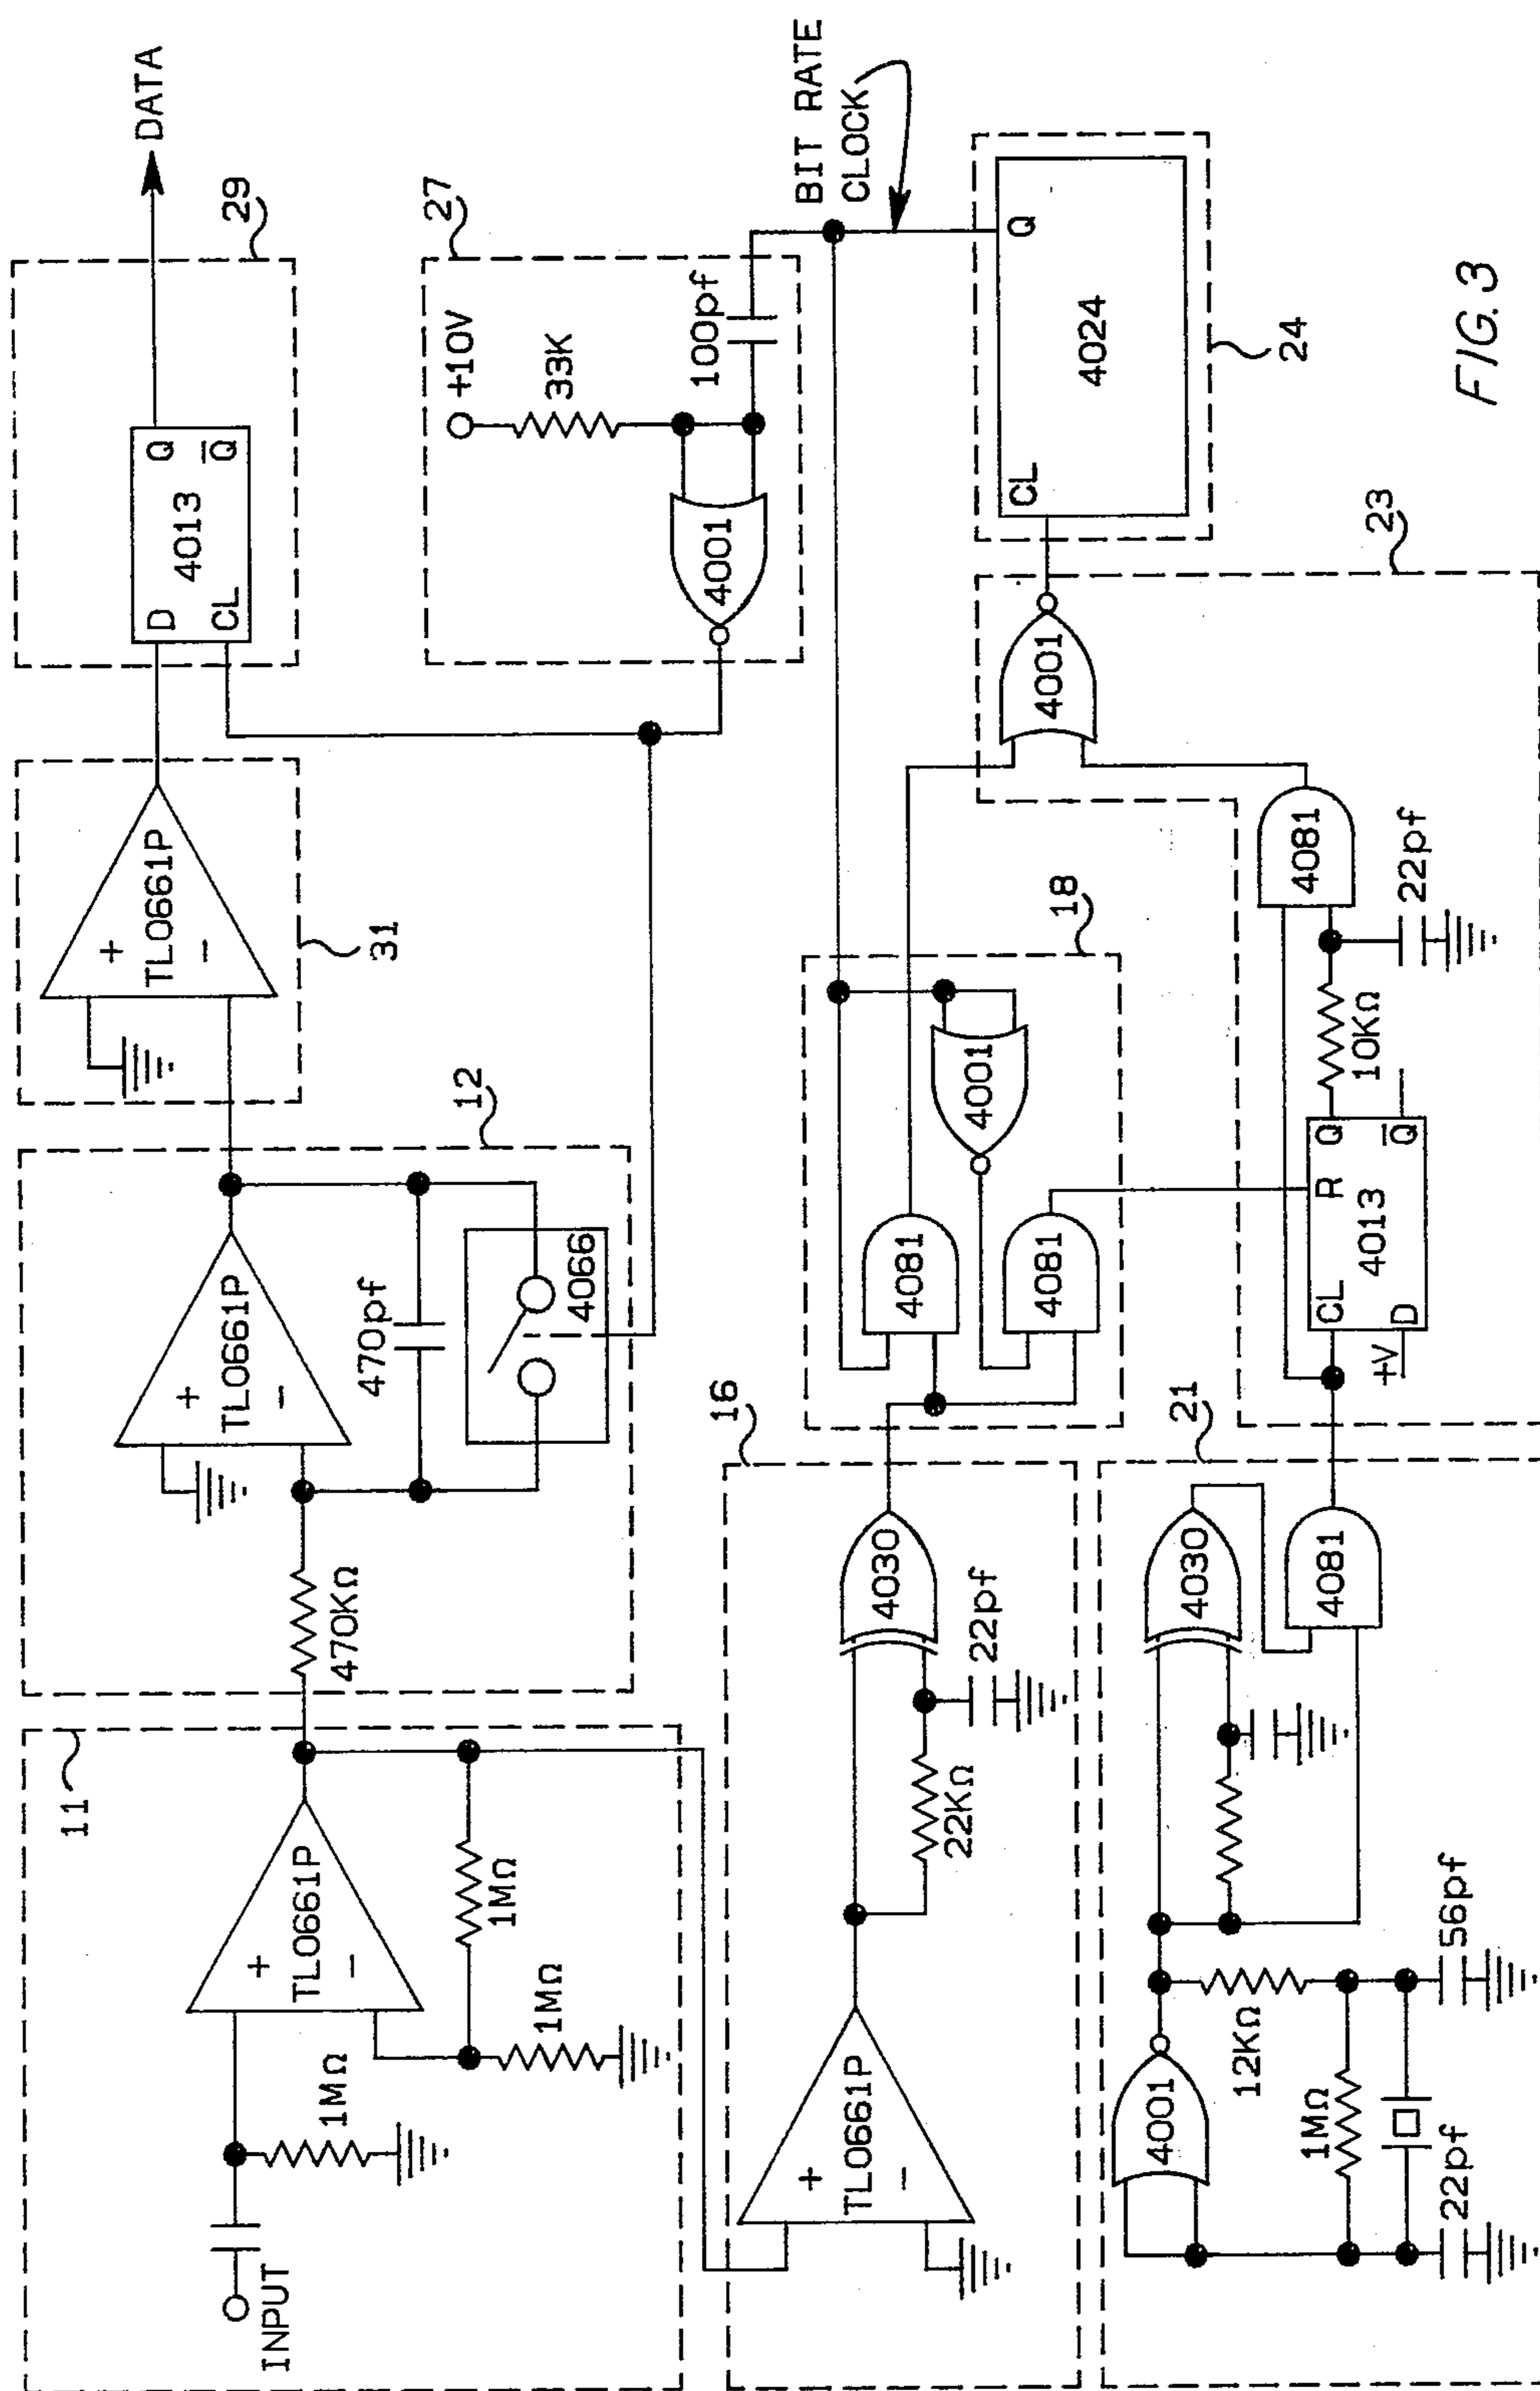 11
INPUT
1MΩ
+
TL0661P
−
1MΩ
1MΩ
12
470KΩ
+
TL0661P
−
470pf
4066
31
+
TL0661P
−
29
D
CL
4013
Q
Q̅
DATA
27
+10V
33K
100pf
4001
BIT RATE
CLOCK
16
+
TL0661P
−
22KΩ
22pf
4030
18
4081
4081
4001
21
4001
12KΩ
1MΩ
22pf
56pf
4030
4081
23
+V
CL
D
R
4013
Q
Q̅
10KΩ
22pf
4081
4001
24
CL
4024
Q
FIG. 3